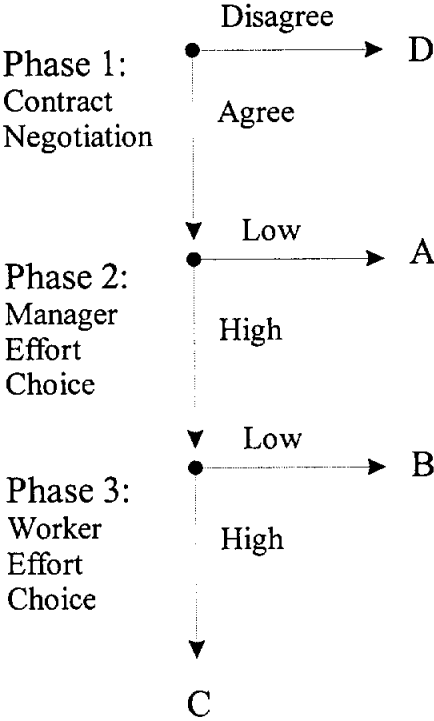 Disagree
D
Phase 1:
Contract
Negotiation
Agree
Low
A
Phase 2:
Manager
Effort
Choice
High
Low
B
Phase 3:
Worker
Effort
Choice
High
C